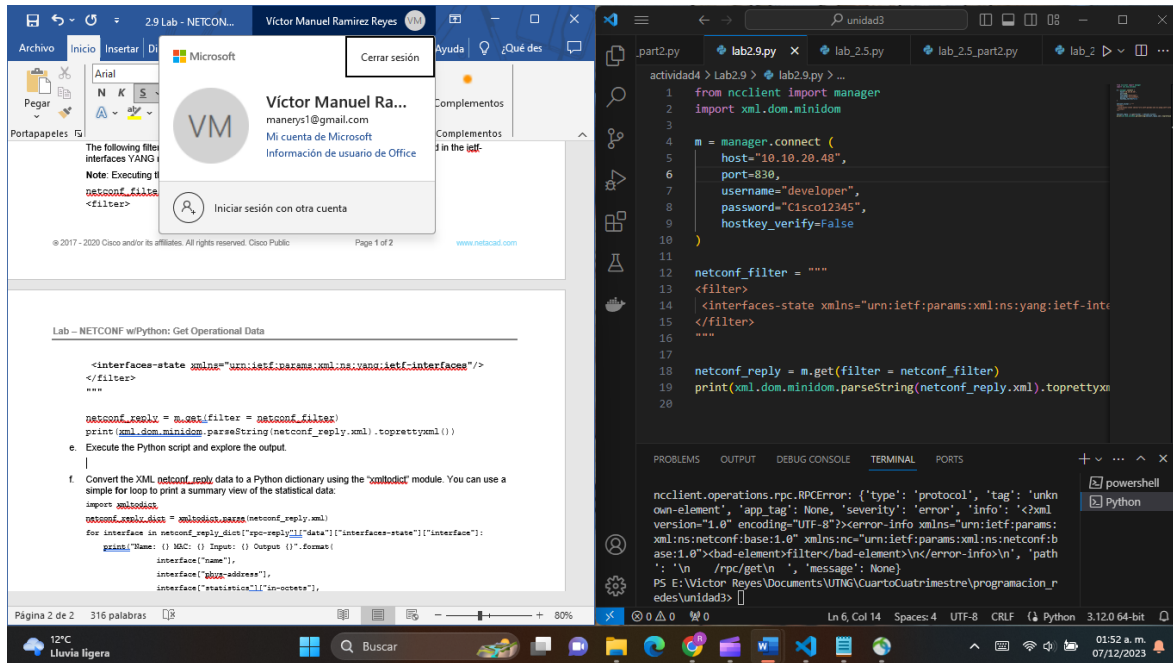 2.9 Lab - NETCON...
Víctor Manuel Ramirez Reyes
VM
Archivo
Inicio
Insertar
Di
Ayuda
¿Qué des
Microsoft
Cerrar sesión
VM
Víctor Manuel Ra...
manerys1@gmail.com
Mi cuenta de Microsoft
Información de usuario de Office
Iniciar sesión con otra cuenta
Pegar
Arial
N K S
Portapapeles
Complementos
Complementos
The following filter
d in the ietf-
interfaces YANG
Note: Executing t
netconf_filte
<filter>
© 2017 - 2020 Cisco and/or its affiliates. All rights reserved. Cisco Public
Page 1 of 2
www.netacad.com
Lab – NETCONF w/Python: Get Operational Data
<interfaces-state xmlns="urn:ietf:params:xml:ns:yang:ietf-interfaces"/>
</filter>
"""
netconf_reply = m.get(filter = netconf_filter)
print(xml.dom.minidom.parseString(netconf_reply.xml).toprettyxml())
e. Execute the Python script and explore the output.
f. Convert the XML netconf_reply data to a Python dictionary using the "xmltodict" module. You can use a
simple for loop to print a summary view of the statistical data:
import xmltodict
netconf_reply_dict = xmltodict.parse(netconf_reply.xml)
for interface in netconf_reply_dict["rpc-reply"]["data"]["interfaces-state"]["interface"]:
print("Name: {} MAC: {} Input: {} Output {}".format(
interface["name"],
interface["phys-address"],
interface["statistics"]["in-octets"],
Página 2 de 2
316 palabras
80%
unidad3
_part2.py
lab2.9.py
lab_2.5.py
lab_2.5_part2.py
lab_2
actividad4 > Lab2.9 > lab2.9.py > ...
1 from ncclient import manager
2 import xml.dom.minidom
3
4 m = manager.connect (
5 host="10.10.20.48",
6 port=830,
7 username="developer",
8 password="C1sco12345",
9 hostkey_verify=False
10 )
11
12 netconf_filter = """
13 <filter>
14 <interfaces-state xmlns="urn:ietf:params:xml:ns:yang:ietf-inte
15 </filter>
16 """
17
18 netconf_reply = m.get(filter = netconf_filter)
19 print(xml.dom.minidom.parseString(netconf_reply.xml).toprettyxm
20
PROBLEMS
OUTPUT
DEBUG CONSOLE
TERMINAL
PORTS
powershell
Python
ncclient.operations.rpc.RPCError: {'type': 'protocol', 'tag': 'unkn
own-element', 'app_tag': None, 'severity': 'error', 'info': '<?xml
version="1.0" encoding="UTF-8"?><error-info xmlns="urn:ietf:params:
xml:ns:netconf:base:1.0" xmlns:nc="urn:ietf:params:xml:ns:netconf:b
ase:1.0"><bad-element>filter</bad-element>\n</error-info>\n', 'path
': '\n /rpc/get\n ', 'message': None}
PS E:\Victor Reyes\Documents\UTNG\CuartoCuatrimestre\programacion_r
edes\unidad3>
0 0
0
Ln 6, Col 14
Spaces: 4
UTF-8
CRLF
Python
3.12.0 64-bit
12°C
Lluvia ligera
Buscar
01:52 a. m.
07/12/2023